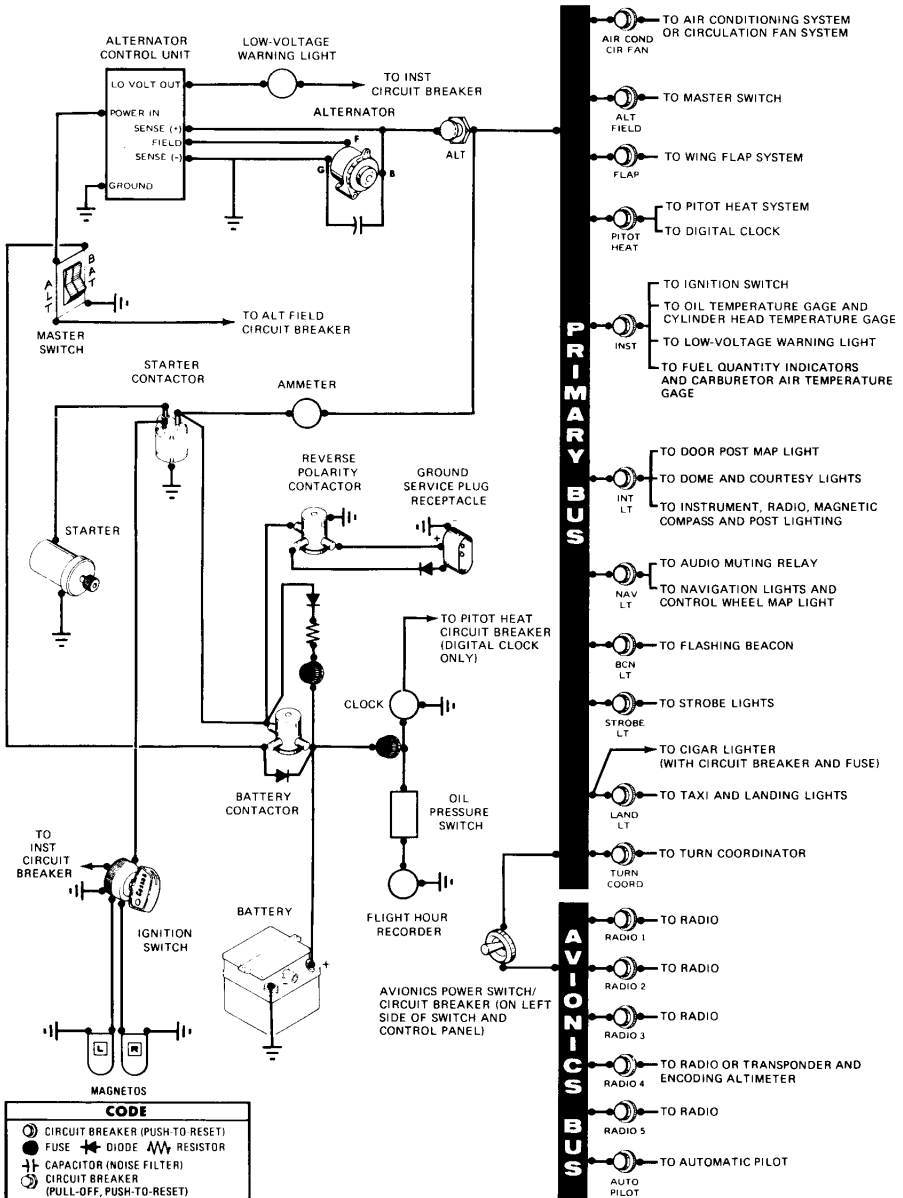 ALTERNATOR
CONTROL UNIT
LOW-VOLTAGE
WARNING LIGHT
LO VOLT OUT
TO INST
CIRCUIT BREAKER
POWER IN
SENSE (+)
FIELD
SENSE (-)
GROUND
ALTERNATOR
F
G
B
ALT
BAT
ALT
MASTER
SWITCH
TO ALT FIELD
CIRCUIT BREAKER
STARTER
CONTACTOR
AMMETER
REVERSE
POLARITY
CONTACTOR
GROUND
SERVICE PLUG
RECEPTACLE
-
+
STARTER
TO PITOT HEAT
CIRCUIT BREAKER
(DIGITAL CLOCK
ONLY)
CLOCK
BATTERY
CONTACTOR
OIL
PRESSURE
SWITCH
TO
INST
CIRCUIT
BREAKER
IGNITION
SWITCH
BATTERY
+
FLIGHT HOUR
RECORDER
AVIONICS POWER SWITCH/
CIRCUIT BREAKER (ON LEFT
SIDE OF SWITCH AND
CONTROL PANEL)
L
R
MAGNETOS
CODE
CIRCUIT BREAKER (PUSH-TO-RESET)
FUSE DIODE RESISTOR
CAPACITOR (NOISE FILTER)
CIRCUIT BREAKER
(PULL-OFF, PUSH-TO-RESET)
PRIMARY BUS
AIR COND
CIR FAN
TO AIR CONDITIONING SYSTEM
OR CIRCULATION FAN SYSTEM
ALT
FIELD
TO MASTER SWITCH
FLAP
TO WING FLAP SYSTEM
PITOT
HEAT
TO PITOT HEAT SYSTEM
TO DIGITAL CLOCK
INST
TO IGNITION SWITCH
TO OIL TEMPERATURE GAGE AND
CYLINDER HEAD TEMPERATURE GAGE
TO LOW-VOLTAGE WARNING LIGHT
TO FUEL QUANTITY INDICATORS
AND CARBURETOR AIR TEMPERATURE
GAGE
INT
LT
TO DOOR POST MAP LIGHT
TO DOME AND COURTESY LIGHTS
TO INSTRUMENT, RADIO, MAGNETIC
COMPASS AND POST LIGHTING
NAV
LT
TO AUDIO MUTING RELAY
TO NAVIGATION LIGHTS AND
CONTROL WHEEL MAP LIGHT
BCN
LT
TO FLASHING BEACON
STROBE
LT
TO STROBE LIGHTS
TO CIGAR LIGHTER
(WITH CIRCUIT BREAKER AND FUSE)
LAND
LT
TO TAXI AND LANDING LIGHTS
TURN
COORD
TO TURN COORDINATOR
AVIONICS BUS
RADIO 1
TO RADIO
RADIO 2
TO RADIO
RADIO 3
TO RADIO
RADIO 4
TO RADIO OR TRANSPONDER AND
ENCODING ALTIMETER
RADIO 5
TO RADIO
AUTO
PILOT
TO AUTOMATIC PILOT